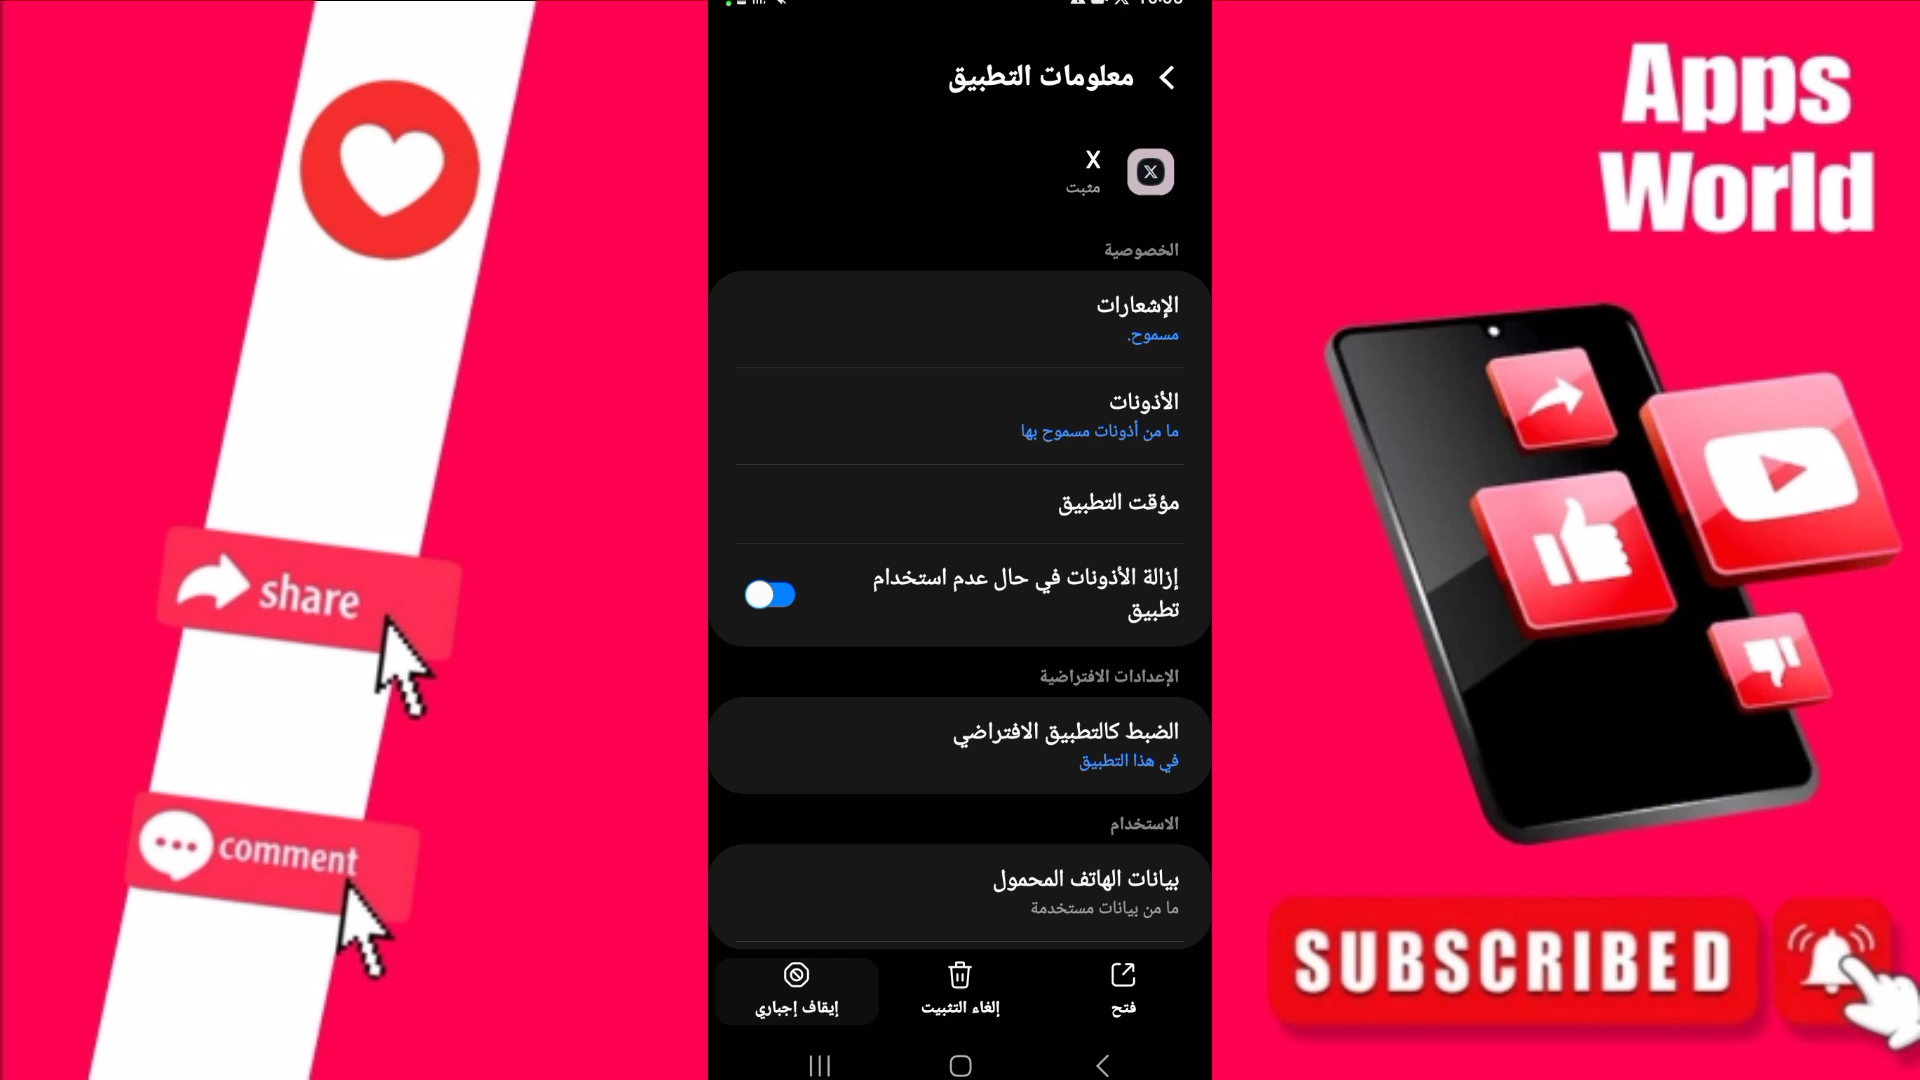 معلومات التطبيق
X
مثبت
الخصوصية
الإشعارات
مسموح.
الأذونات
ما من أذونات مسموح بها
مؤقت التطبيق
إزالة الأذونات في حال عدم استخدام
تطبيق
الإعدادات الافتراضية
الضبط كالتطبيق الافتراضي
في هذا التطبيق
الاستخدام
بيانات الهاتف المحمول
ما من بيانات مستخدمة
فتح
إلغاء التثبيت
إيقاف إجباري
share
comment
Apps
World
SUBSCRIBED